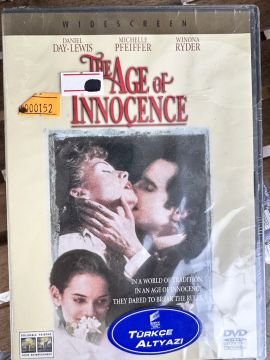 WIDESCREEN
DANIEL
DAY-LEWIS
MICHELLE
PFEIFFER
WINONA
RYDER
THE AGE OF
INNOCENCE
000152
IN A WORLD OF TRADITION.
IN AN AGE OF INNOCENCE.
THEY DARED TO BREAK THE RULES.
TÜRKÇE
ALTYAZI
DVD